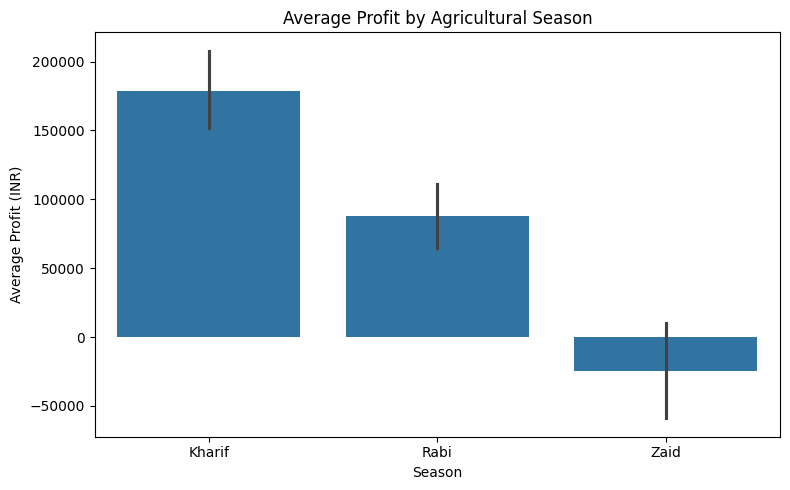 Average Profit by Agricultural Season
Average Profit (INR)
200000
150000
100000
50000
0
−50000
Kharif
Rabi
Zaid
Season